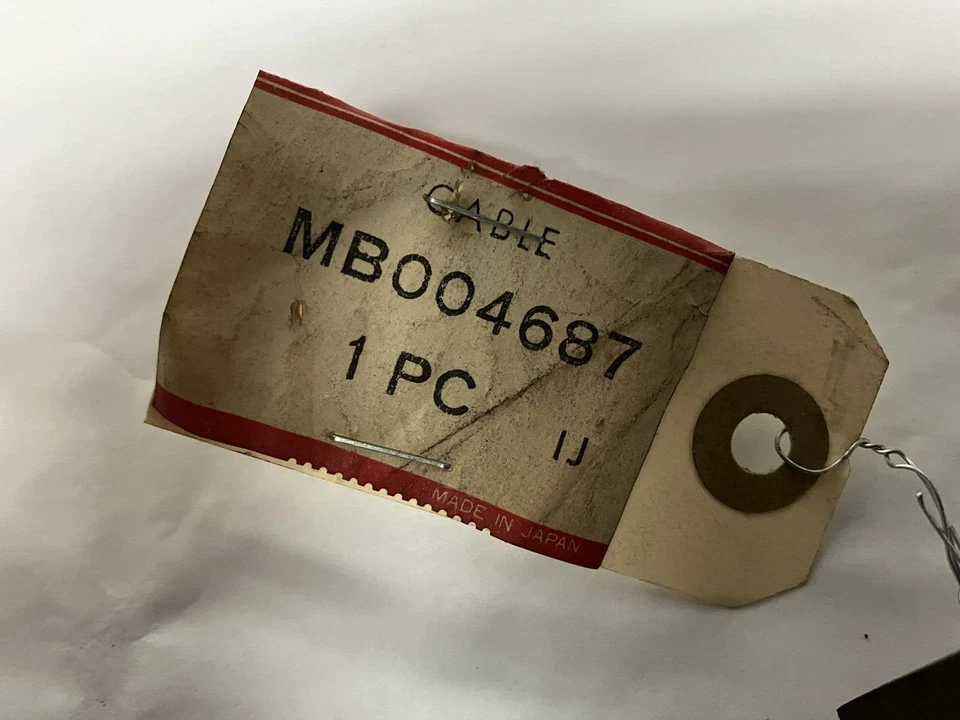 CABLE
MB004687
1 PC
IJ
MADE IN JAPAN